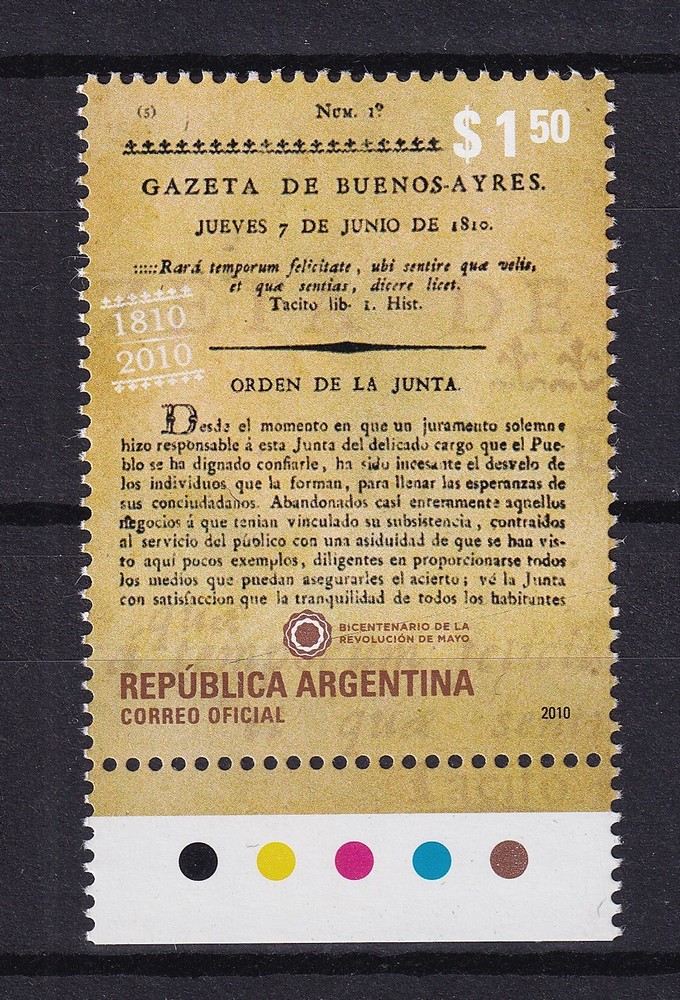 (5)
NUM. 1º
$ 1 50
GAZETA DE BUENOS-AYRES.
JUEVES 7 DE JUNIO DE 1810.
:::::Rará temporum felicitate, ubi sentire quæ velis,
et quæ sentias, dicere licet.
Tacito lib. 1. Hist.
1810
2010
ORDEN DE LA JUNTA.
Desde el momento en que un juramento solemne
hizo responsable á esta Junta del delicado cargo que el Pue-
blo se ha dignado confiarle, ha sido incesante el desvelo de
los individuos que la forman, para llenar las esperanzas de
sus conciudadanos. Abandonados casi enteramente aquellos
negocios á que tenian vinculado su subsistencia, contraidos
al servicio del público con una asiduidad de que se han vis-
to aquí pocos exemplos, diligentes en proporcionarse todos
los medios que puedan asegurarles el acierto; vé la Junta
con satisfaccion que la tranquilidad de todos los habitantes
BICENTENARIO DE LA
REVOLUCIÓN DE MAYO
REPÚBLICA ARGENTINA
CORREO OFICIAL
2010